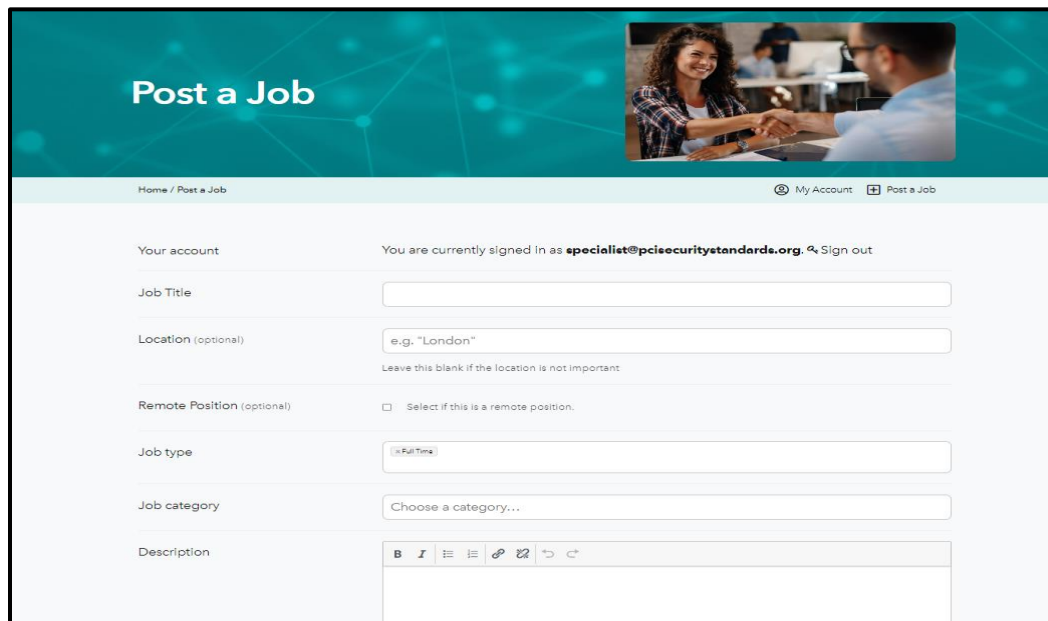 Post a Job
Home / Post a Job
My Account
Post a Job
Your account
You are currently signed in as specialist@pcisecuritystandards.org. Sign out
Job Title
Location (optional)
e.g. "London"
Leave this blank if the location is not important
Remote Position (optional)
Select if this is a remote position.
Job type
× Full Time
Job category
Choose a category...
Description
B I